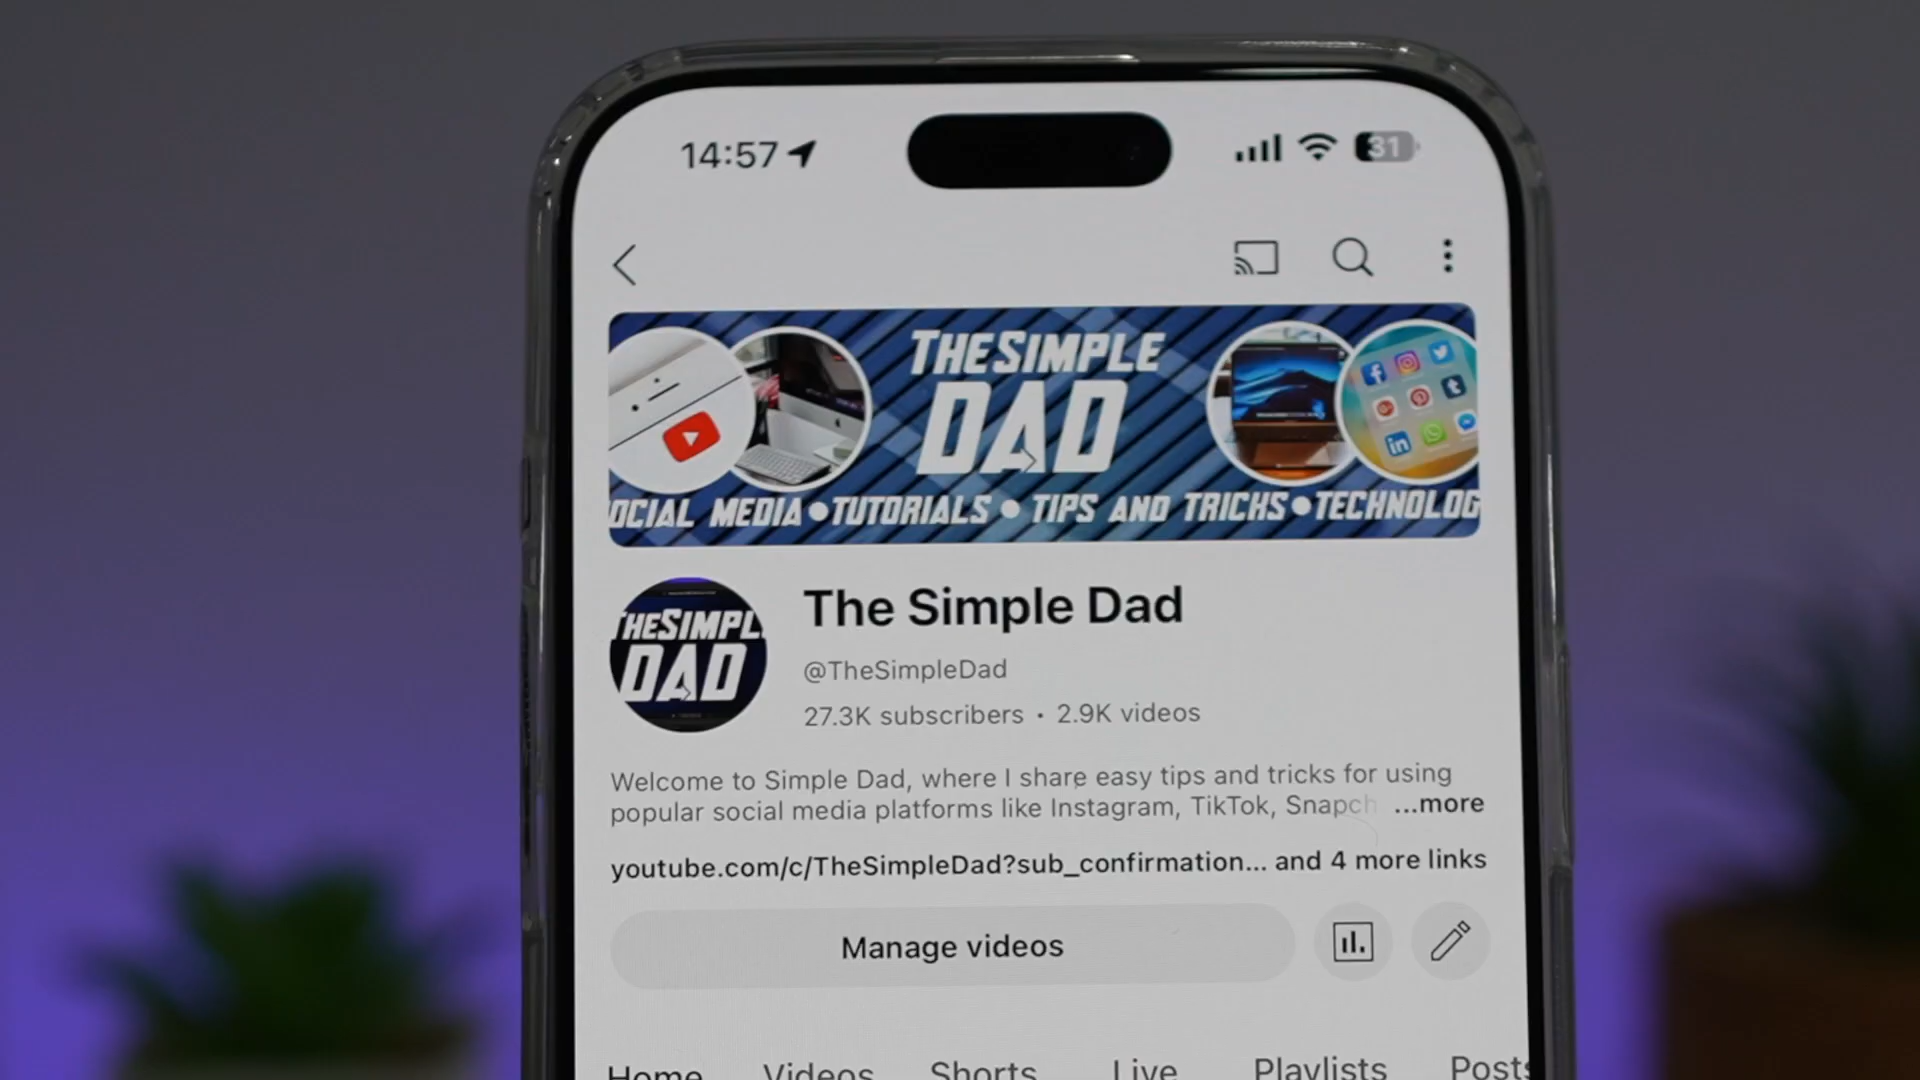 14:57
31
THESIMPLE
DAD
OCIAL MEDIA•TUTORIALS • TIPS AND TRICKS•TECHNOLOG
THESIMPL
DAD
The Simple Dad
@TheSimpleDad
27.3K subscribers • 2.9K videos
Welcome to Simple Dad, where I share easy tips and tricks for using
popular social media platforms like Instagram, TikTok, Snapch ...more
youtube.com/c/TheSimpleDad?sub_confirmation... and 4 more links
Manage videos
Home Videos Shorts Live Playlists Posts